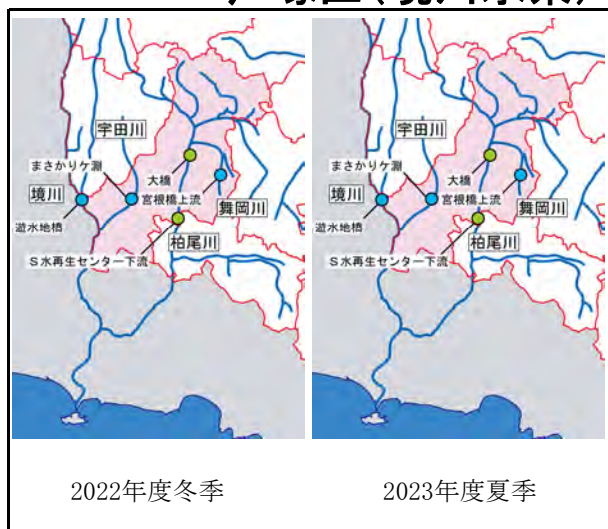 宇田川
まさかりケ淵
大橋
境川
宮根橋上流
遊水地橋
舞岡川
柏尾川
S水再生センター下流
2022年度冬季
宇田川
まさかりケ淵
大橋
境川
宮根橋上流
遊水地橋
舞岡川
柏尾川
S水再生センター下流
2023年度夏季